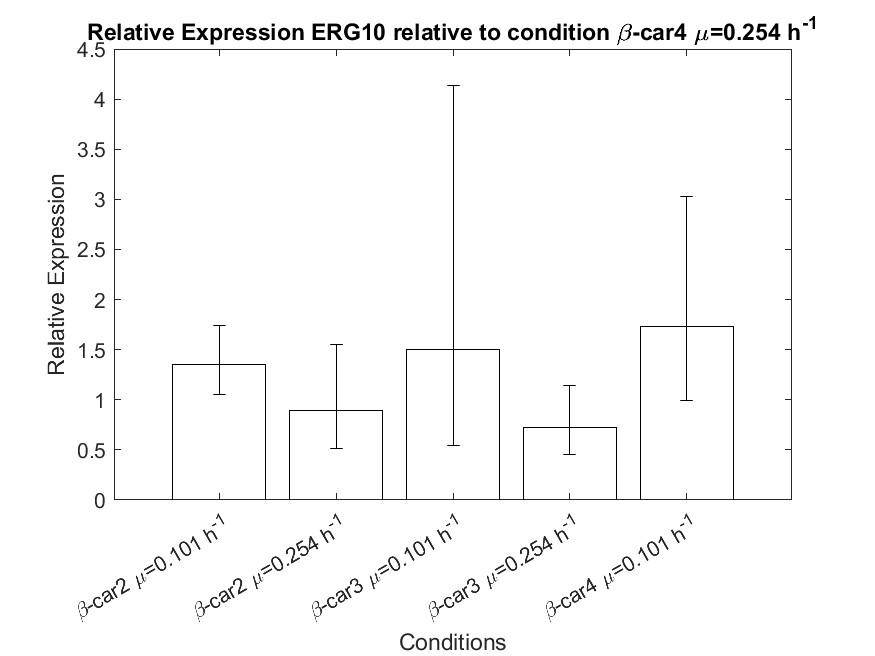 Relative Expression ERG10 relative to condition β-car4 μ=0.254 h⁻¹
4.5
4
3.5
3
2.5
2
1.5
1
0.5
0
Relative Expression
β-car2 μ=0.101 h⁻¹
β-car2 μ=0.254 h⁻¹
β-car3 μ=0.101 h⁻¹
β-car3 μ=0.254 h⁻¹
β-car4 μ=0.101 h⁻¹
Conditions